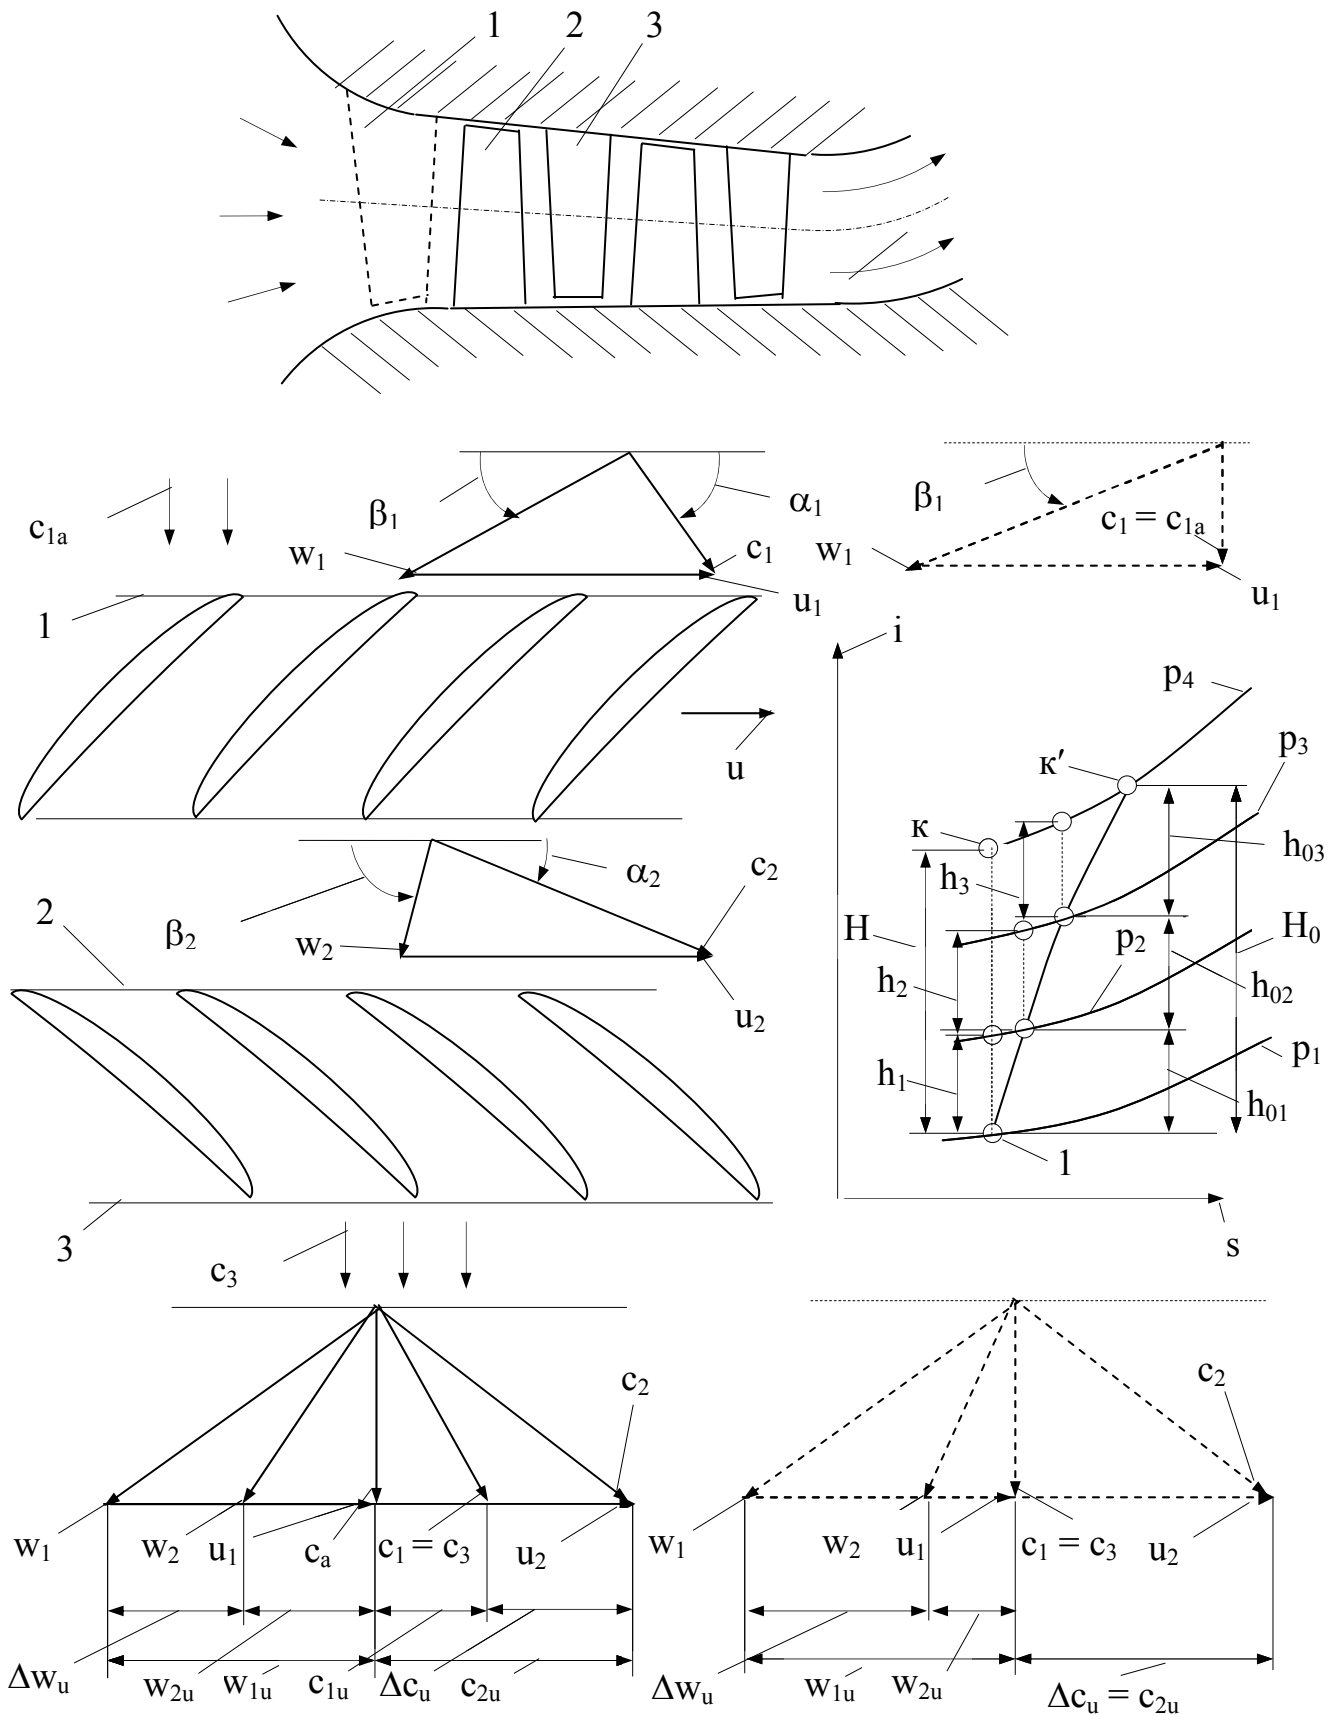 1 2 3
β₁ α₁ β₁
c₁ₐ w₁ c₁ w₁ c₁ = c₁ₐ
1 u₁ u₁
i
p₄
u к′ p₃
к
α₂ c₂ h₃ h₀₃
2 β₂ w₂ H p₂ H₀
u₂ h₂ h₀₂
h₁ p₁
h₀₁
1
3 s
c₃
c₂ c₂
w₁ w₂ u₁ cₐ c₁ = c₃ u₂ w₁ w₂ u₁ c₁ = c₃ u₂
Δwᵤ w₂ᵤ w₁ᵤ c₁ᵤ Δcᵤ c₂ᵤ Δwᵤ w₁ᵤ w₂ᵤ Δcᵤ = c₂ᵤ